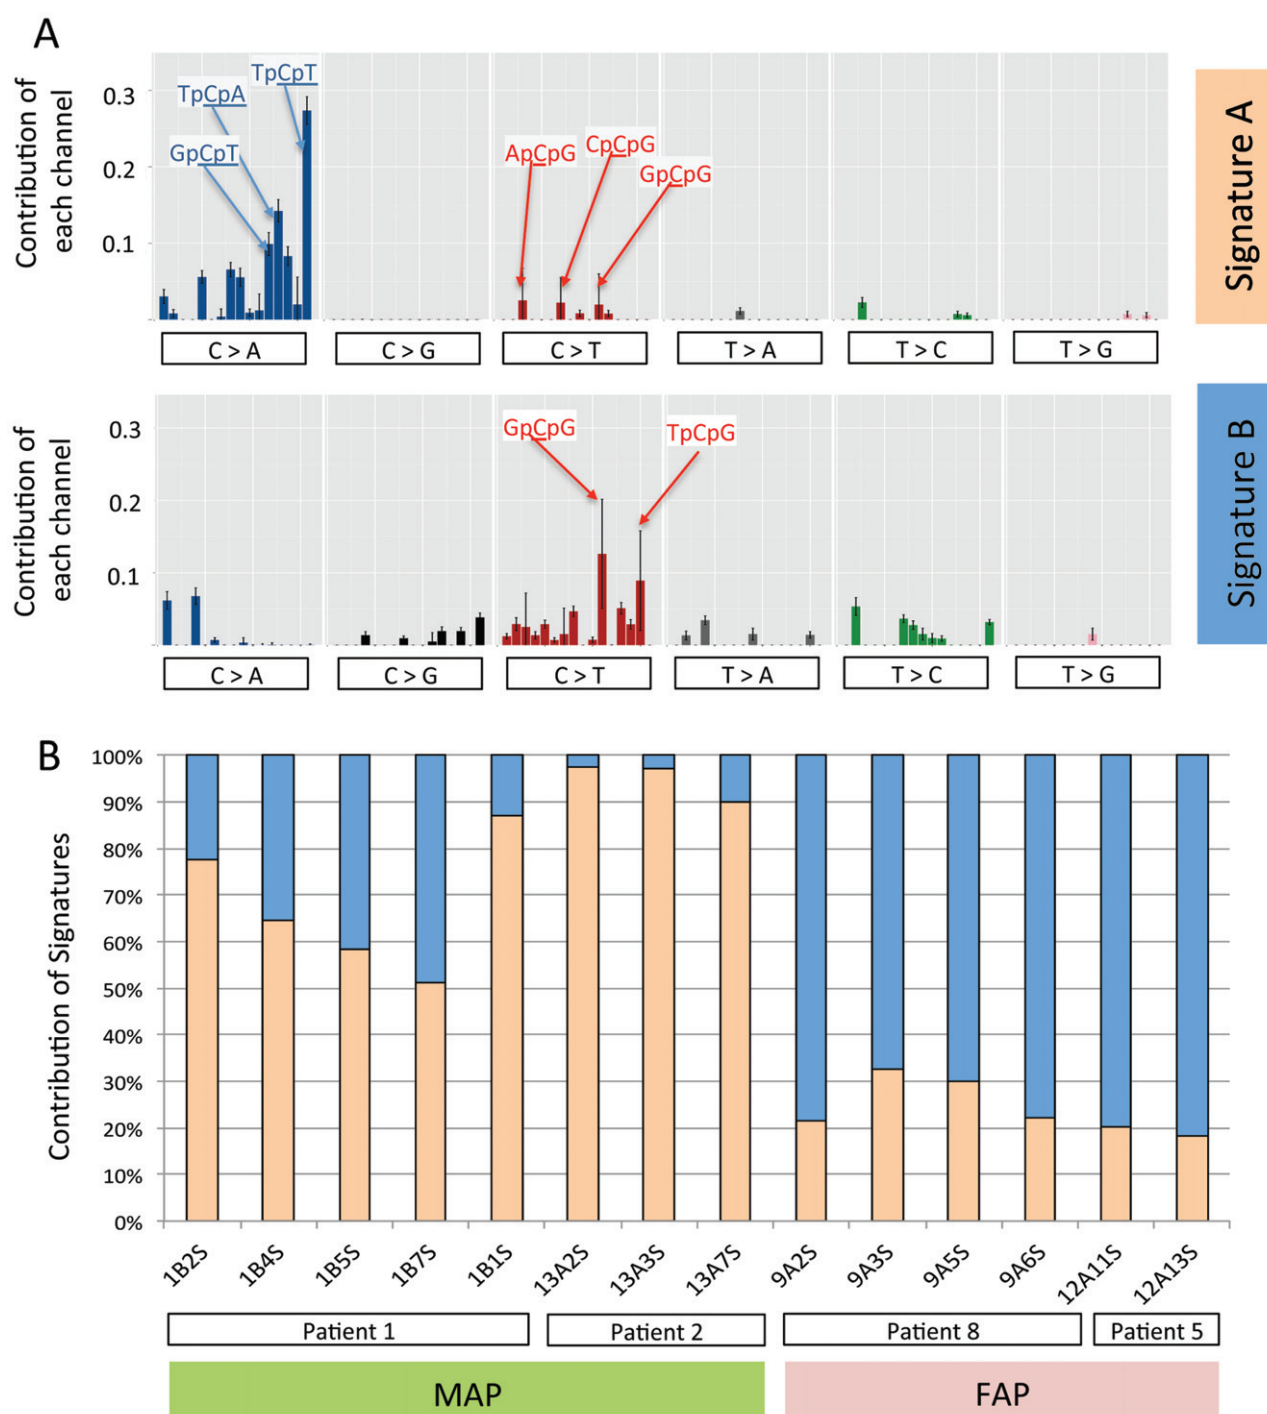 A
Contribution of
each channel
0.3
0.2
0.1
TpCpT
TpCpA
GpCpT
ApCpG
CpCpG
GpCpG
C > A
C > G
C > T
T > A
T > C
T > G
Signature A
Contribution of
each channel
0.3
0.2
0.1
GpCpG
TpCpG
C > A
C > G
C > T
T > A
T > C
T > G
Signature B
B
Contribution of Signatures
100%
90%
80%
70%
60%
50%
40%
30%
20%
10%
0%
1B2S
1B4S
1B5S
1B7S
1B1S
13A2S
13A3S
13A7S
9A2S
9A3S
9A5S
9A6S
12A11S
12A13S
Patient 1
Patient 2
Patient 8
Patient 5
MAP
FAP